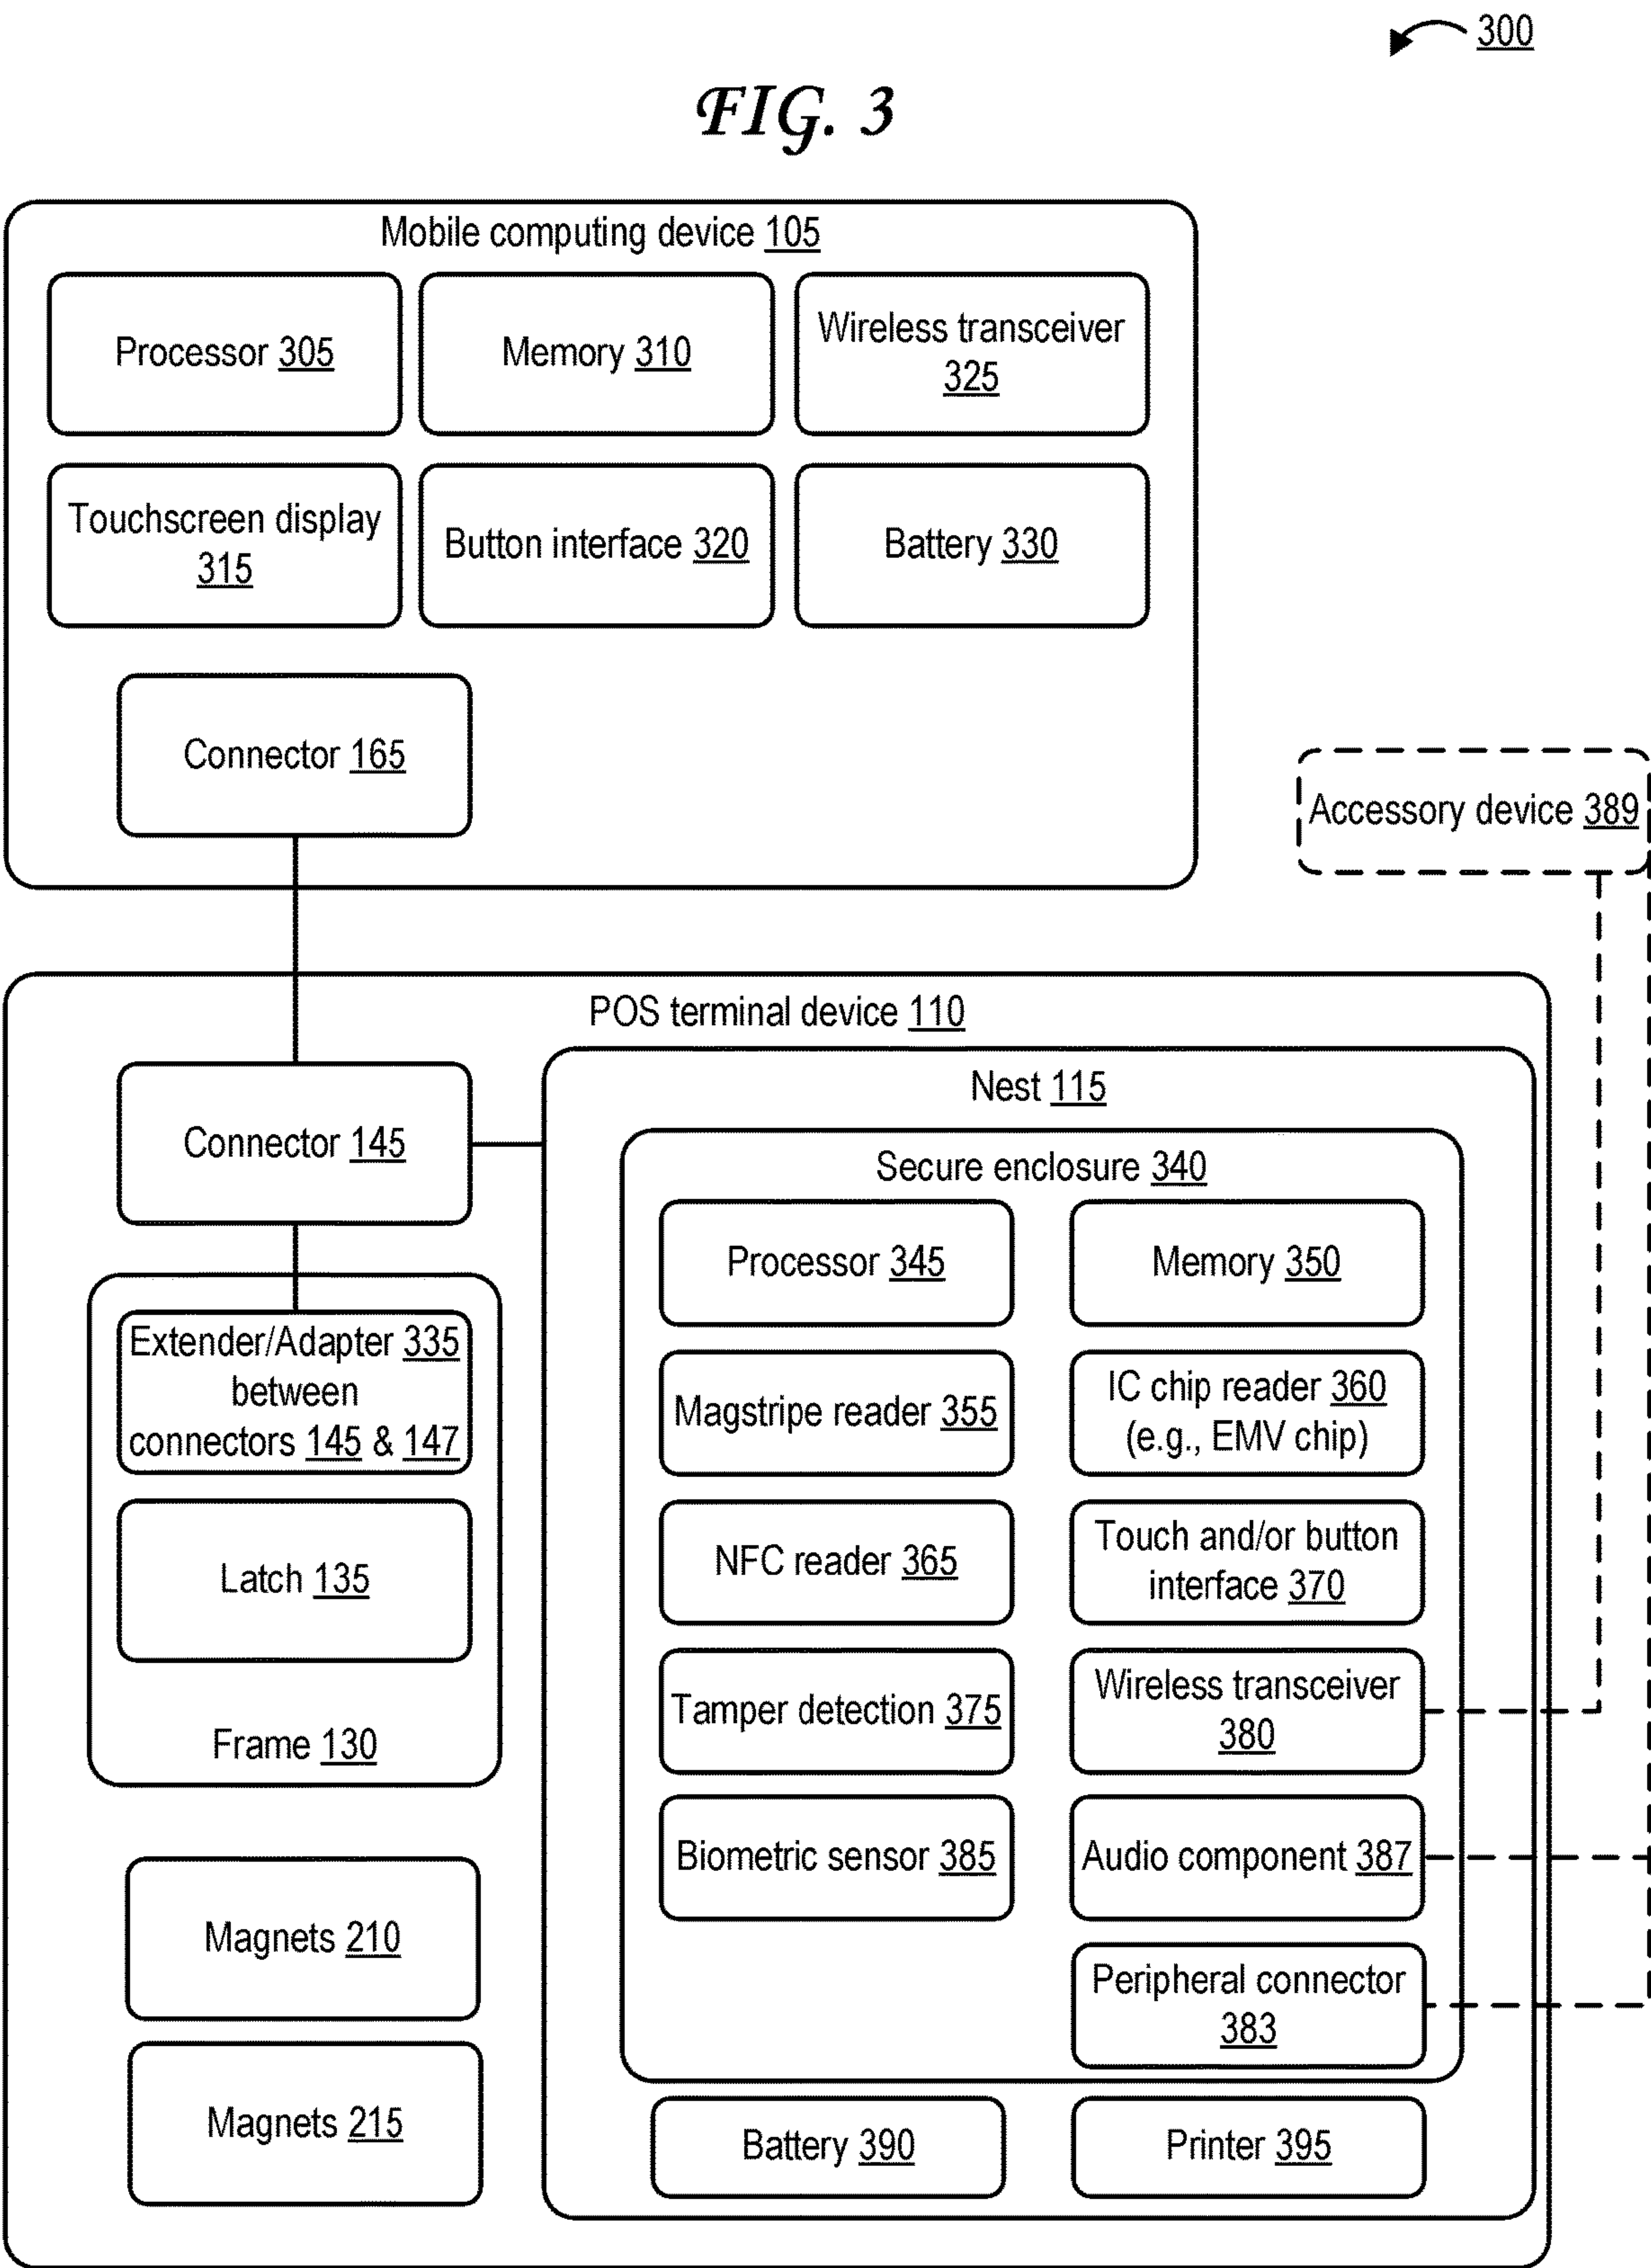 300
FIG. 3
Mobile computing device 105
Processor 305
Memory 310
Wireless transceiver
325
Touchscreen display
315
Button interface 320
Battery 330
Connector 165
Accessory device 389
POS terminal device 110
Connector 145
Nest 115
Secure enclosure 340
Processor 345
Memory 350
Extender/Adapter 335
between
connectors 145 & 147
Magstripe reader 355
IC chip reader 360
(e.g., EMV chip)
Latch 135
NFC reader 365
Touch and/or button
interface 370
Frame 130
Tamper detection 375
Wireless transceiver
380
Biometric sensor 385
Audio component 387
Magnets 210
Peripheral connector
383
Magnets 215
Battery 390
Printer 395